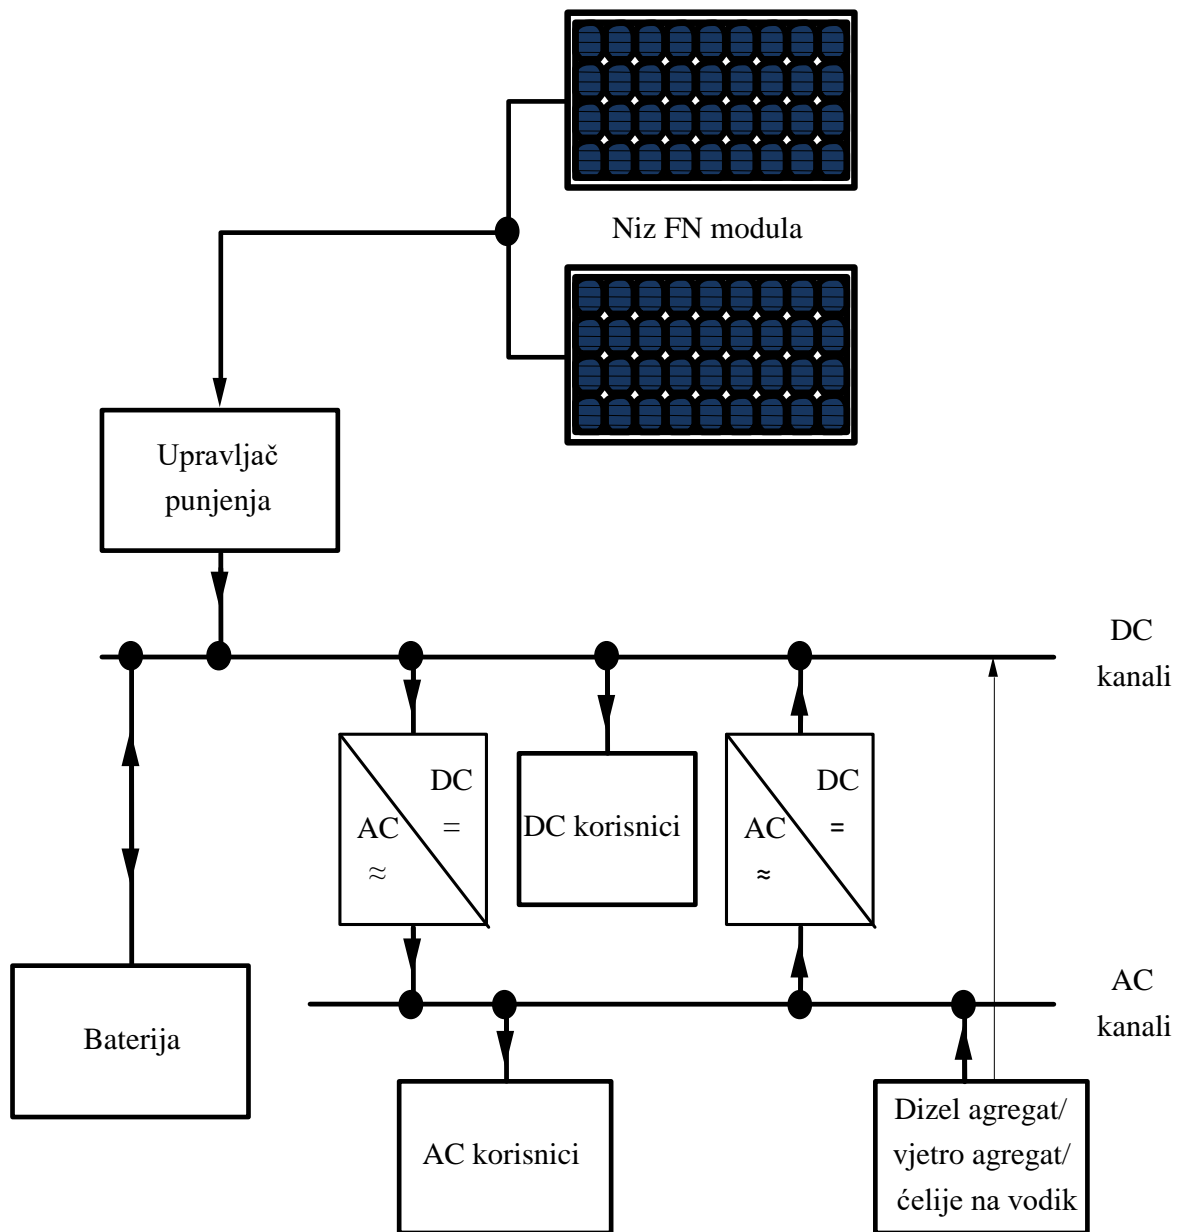 Niz FN modula
Upravljač
punjenja
DC
kanali
DC
=
AC
≈
DC korisnici
DC
=
AC
≈
AC
kanali
Baterija
AC korisnici
Dizel agregat/
vjetro agregat/
ćelije na vodik